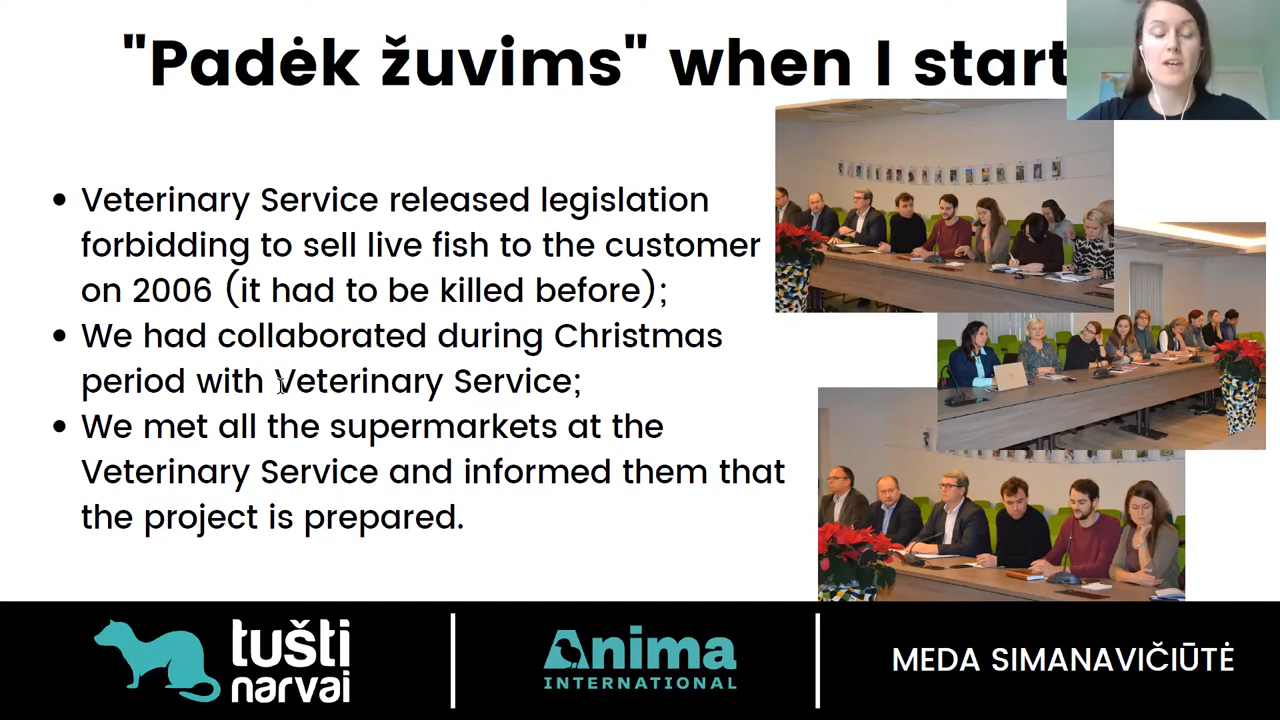 "Padėk žuvims" when I start
Veterinary Service released legislation
forbidding to sell live fish to the customer
on 2006 (it had to be killed before);
We had collaborated during Christmas
period with Veterinary Service;
We met all the supermarkets at the
Veterinary Service and informed them that
the project is prepared.
tušti
narvai
Anima
INTERNATIONAL
MEDA SIMANAVIČIŪTĖ